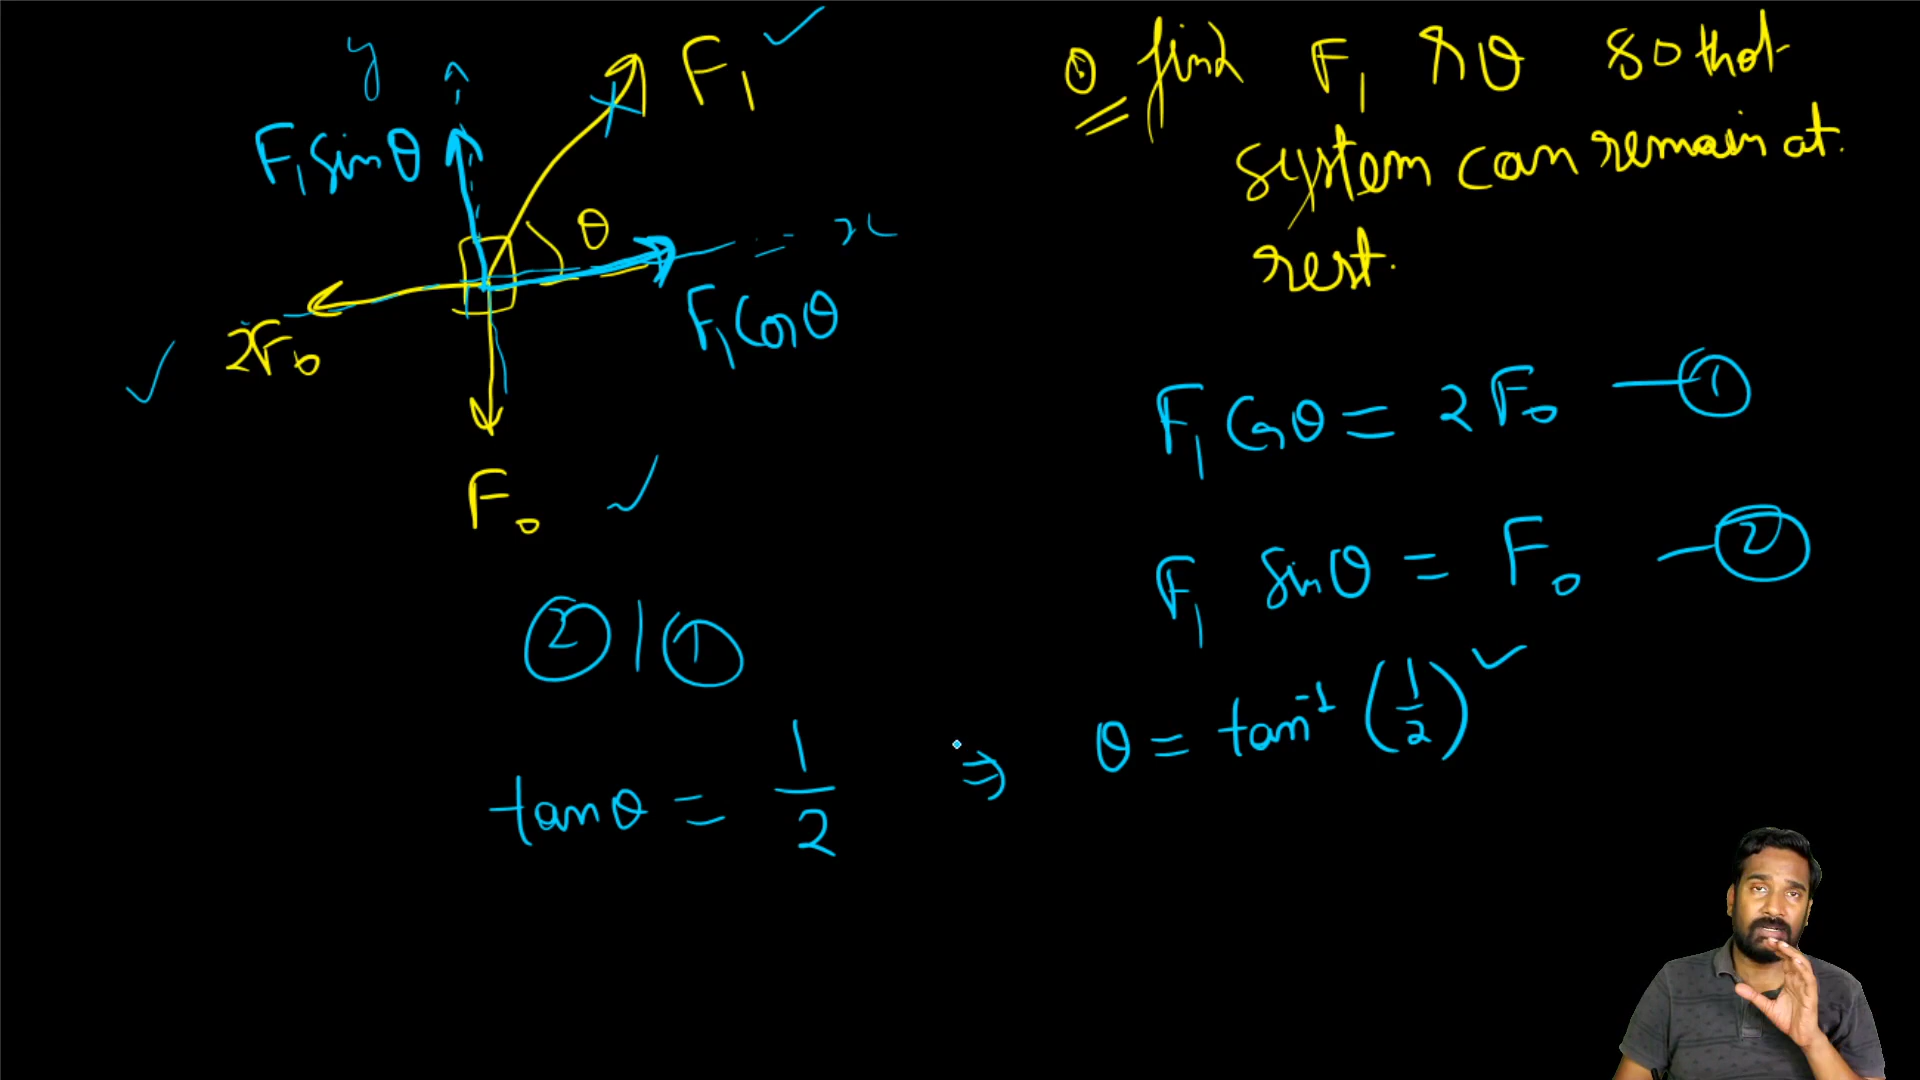 y
F₁
F₁ sinθ
θ
x
F₁ Cosθ
2F₀
F₀
Q find F₁ & θ so that
system can remain at
rest.
F₁ Cosθ = 2F₀ — ①
F₁ sinθ = F₀ — ②
② / ①
tanθ = 1/2 ⇒ θ = tan⁻¹ (1/2)